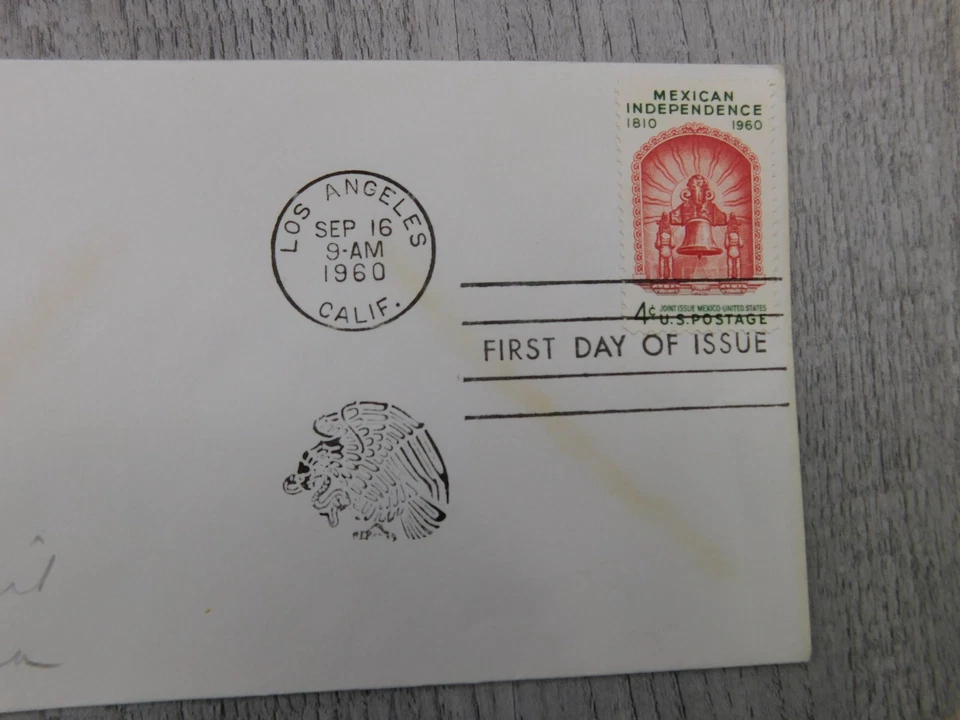 MEXICAN
INDEPENDENCE
1810 1960
LOS ANGELES
SEP 16
9-AM
1960
CALIF.
4¢ JOINT ISSUE MEXICO-UNITED STATES
U.S. POSTAGE
FIRST DAY OF ISSUE